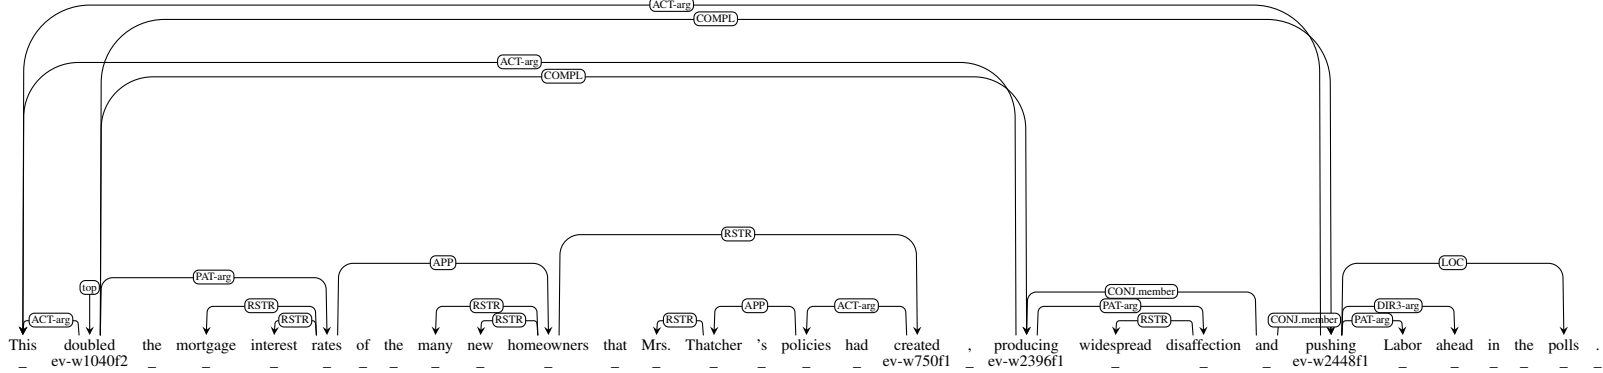 ACT-arg
COMPL
ACT-arg
COMPL
RSTR
APP
LOC
PAT-arg
top
CONJ.member
RSTR RSTR APP ACT-arg PAT-arg DIR3-arg
ACT-arg RSTR RSTR RSTR RSTR CONJ.member PAT-arg
This doubled the mortgage interest rates of the many new homeowners that Mrs. Thatcher 's policies had created , producing widespread disaffection and pushing Labor ahead in the polls .
_ ev-w1040f2 _ _ _ _ _ _ _ _ _ _ _ _ _ _ _ _ ev-w750f1 _ ev-w2396f1 _ _ _ ev-w2448f1 _ _ _ _ _ _